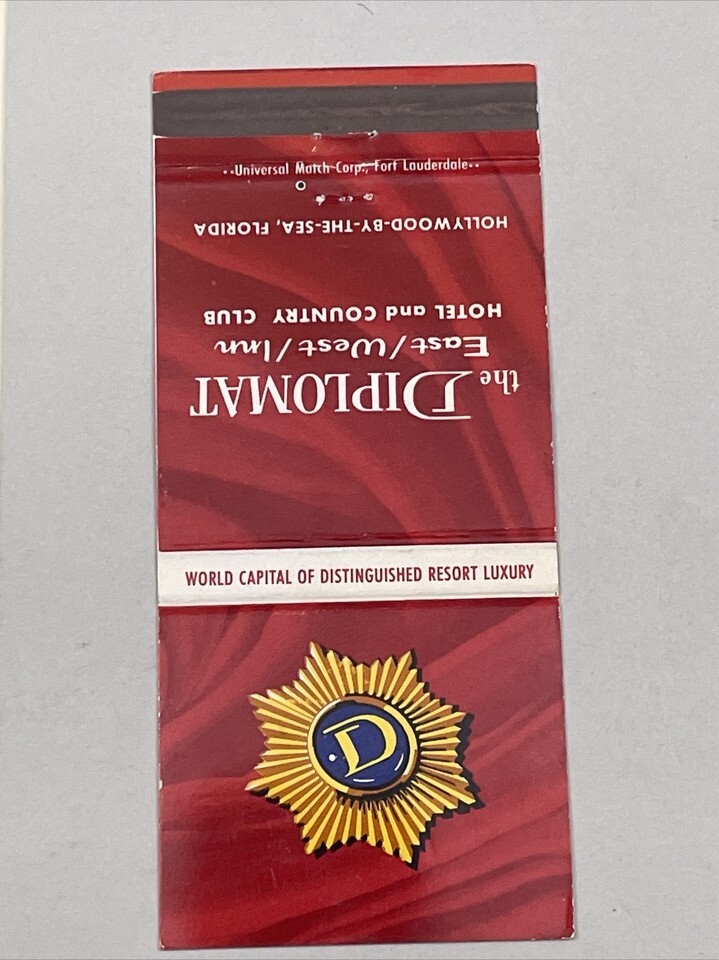 ··Universal Match Corp., Fort Lauderdale··
the DIPLOMAT
East/West/Inn
HOTEL and COUNTRY CLUB
HOLLYWOOD-BY-THE-SEA, FLORIDA
WORLD CAPITAL OF DISTINGUISHED RESORT LUXURY
D